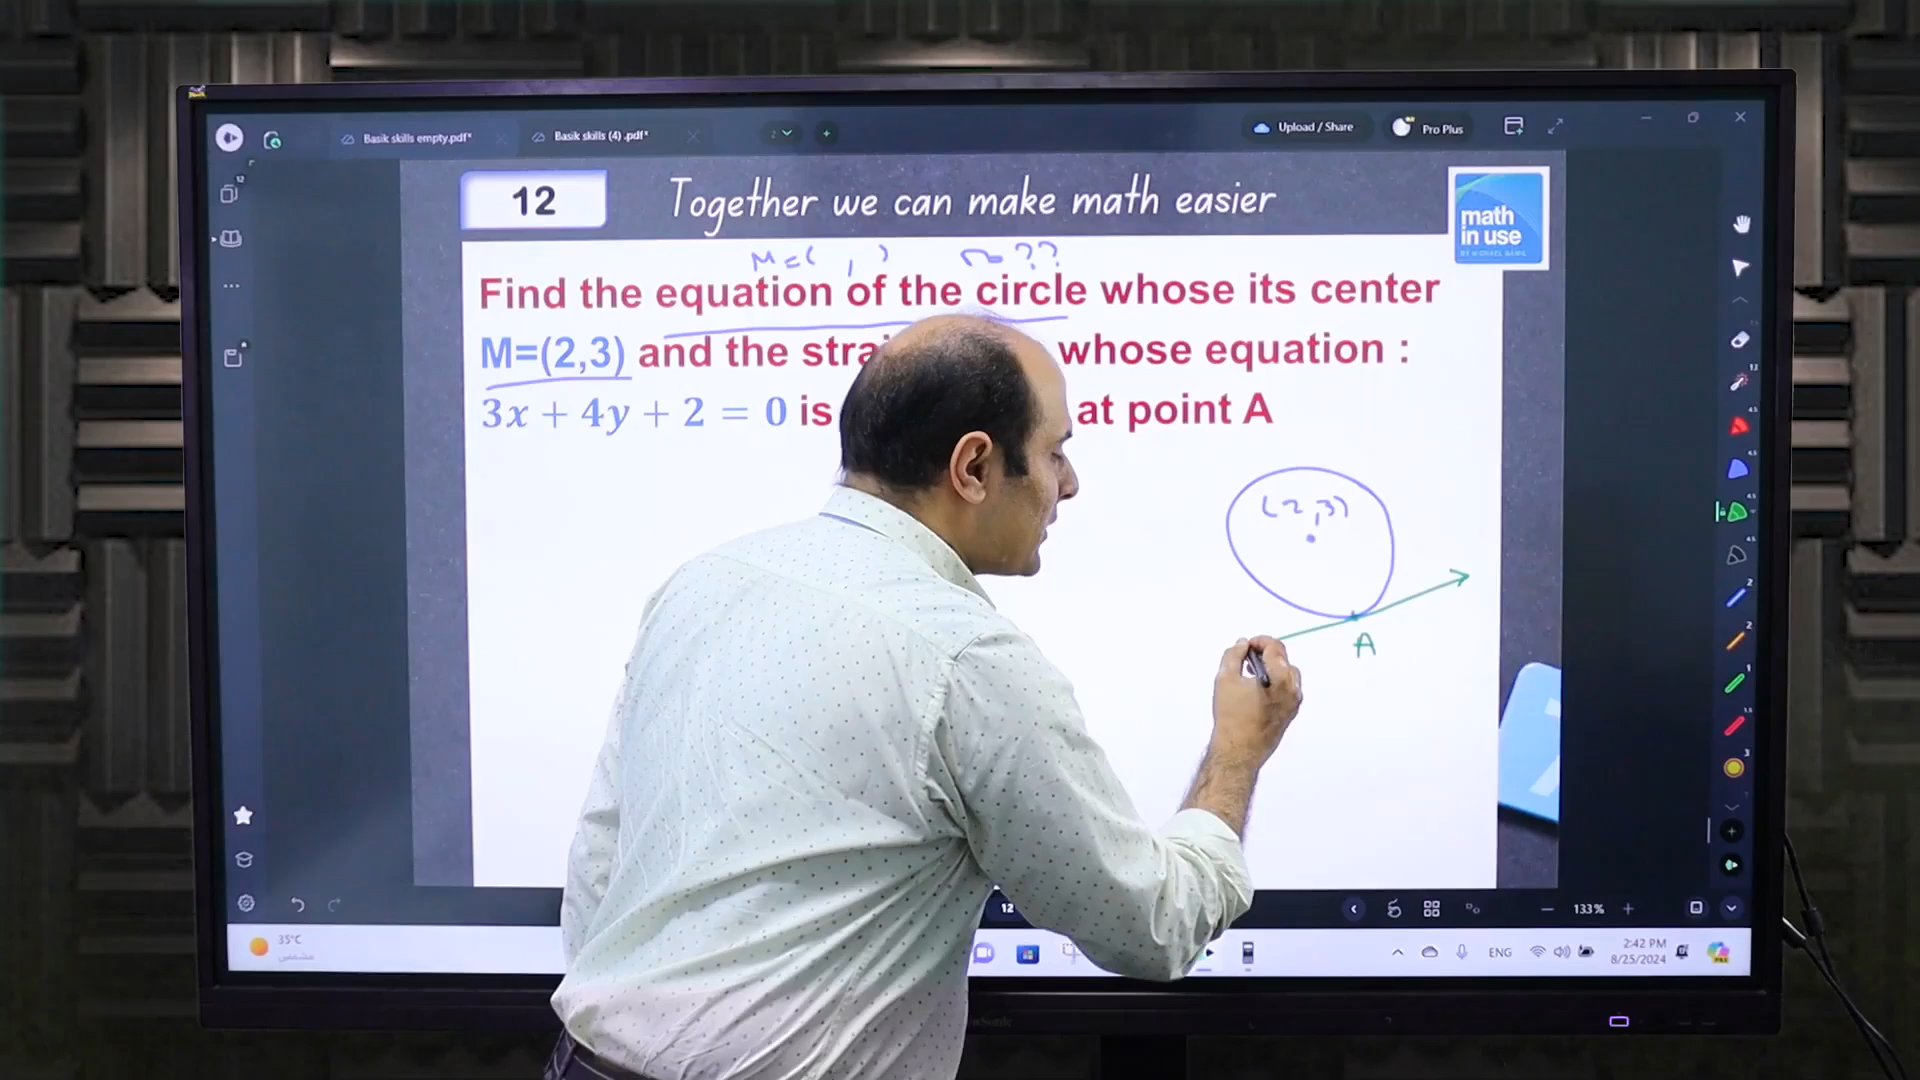 Basik skills empty.pdf*
Basik skills (4) .pdf*
Upload / Share
Pro Plus
12
12
Together we can make math easier
math
in use
M=( , )
r ??
Find the equation of the circle whose its center
M=(2,3) and the stra whose equation :
3x + 4y + 2 = 0 is at point A
(2,3)
A
12
133%
35°C
مشمس
ENG
2:42 PM
8/25/2024